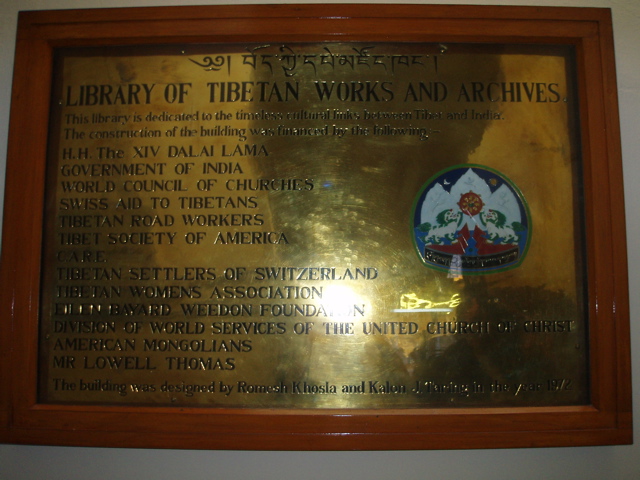 ༄༅། བོད་ཀྱི་དཔེ་མཛོད་ཁང་།
LIBRARY OF TIBETAN WORKS AND ARCHIVES.
This library is dedicated to the timeless cultural links between Tibet and India.
The construction of the building was financed by the following:-
H.H. The XIV DALAI LAMA
GOVERNMENT OF INDIA
WORLD COUNCIL OF CHURCHES
SWISS AID TO TIBETANS
TIBETAN ROAD WORKERS
TIBET SOCIETY OF AMERICA
C.A.R.E.
TIBETAN SETTLERS OF SWITZERLAND
TIBETAN WOMENS ASSOCIATION
BAYARD WEEDON FOUNDATION
DIVISION OF WORLD SERVICES OF THE UNITED CHURCH OF CHRIST
AMERICAN MONGOLIANS
MR LOWELL THOMAS
The building was designed by Romesh Khosla and Kalon J. Taring in the year 1972